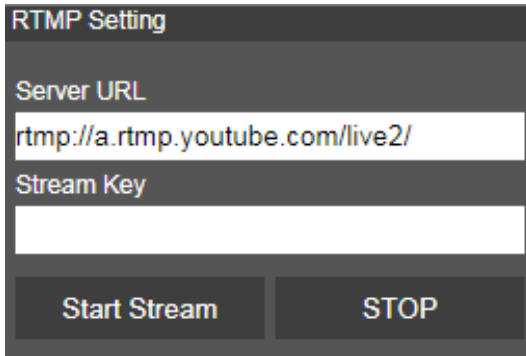 RTMP Setting
Server URL
rtmp://a.rtmp.youtube.com/live2/
Stream Key
Start Stream STOP